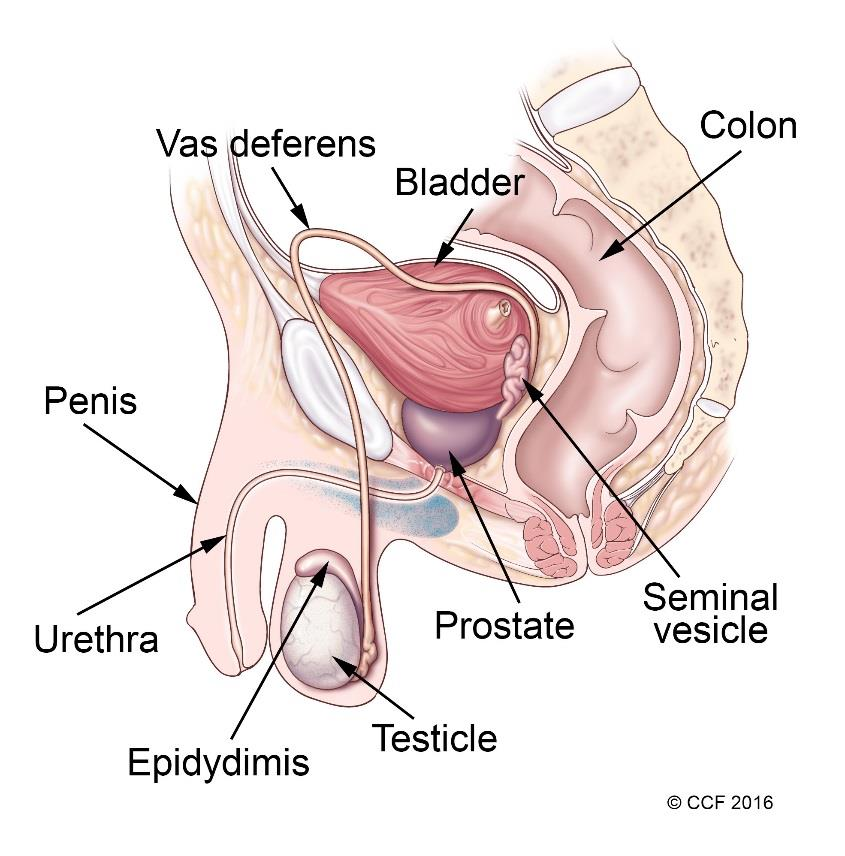 Colon
Vas deferens
Bladder
Penis
Seminal
vesicle
Prostate
Urethra
Testicle
Epidydimis
© CCF 2016